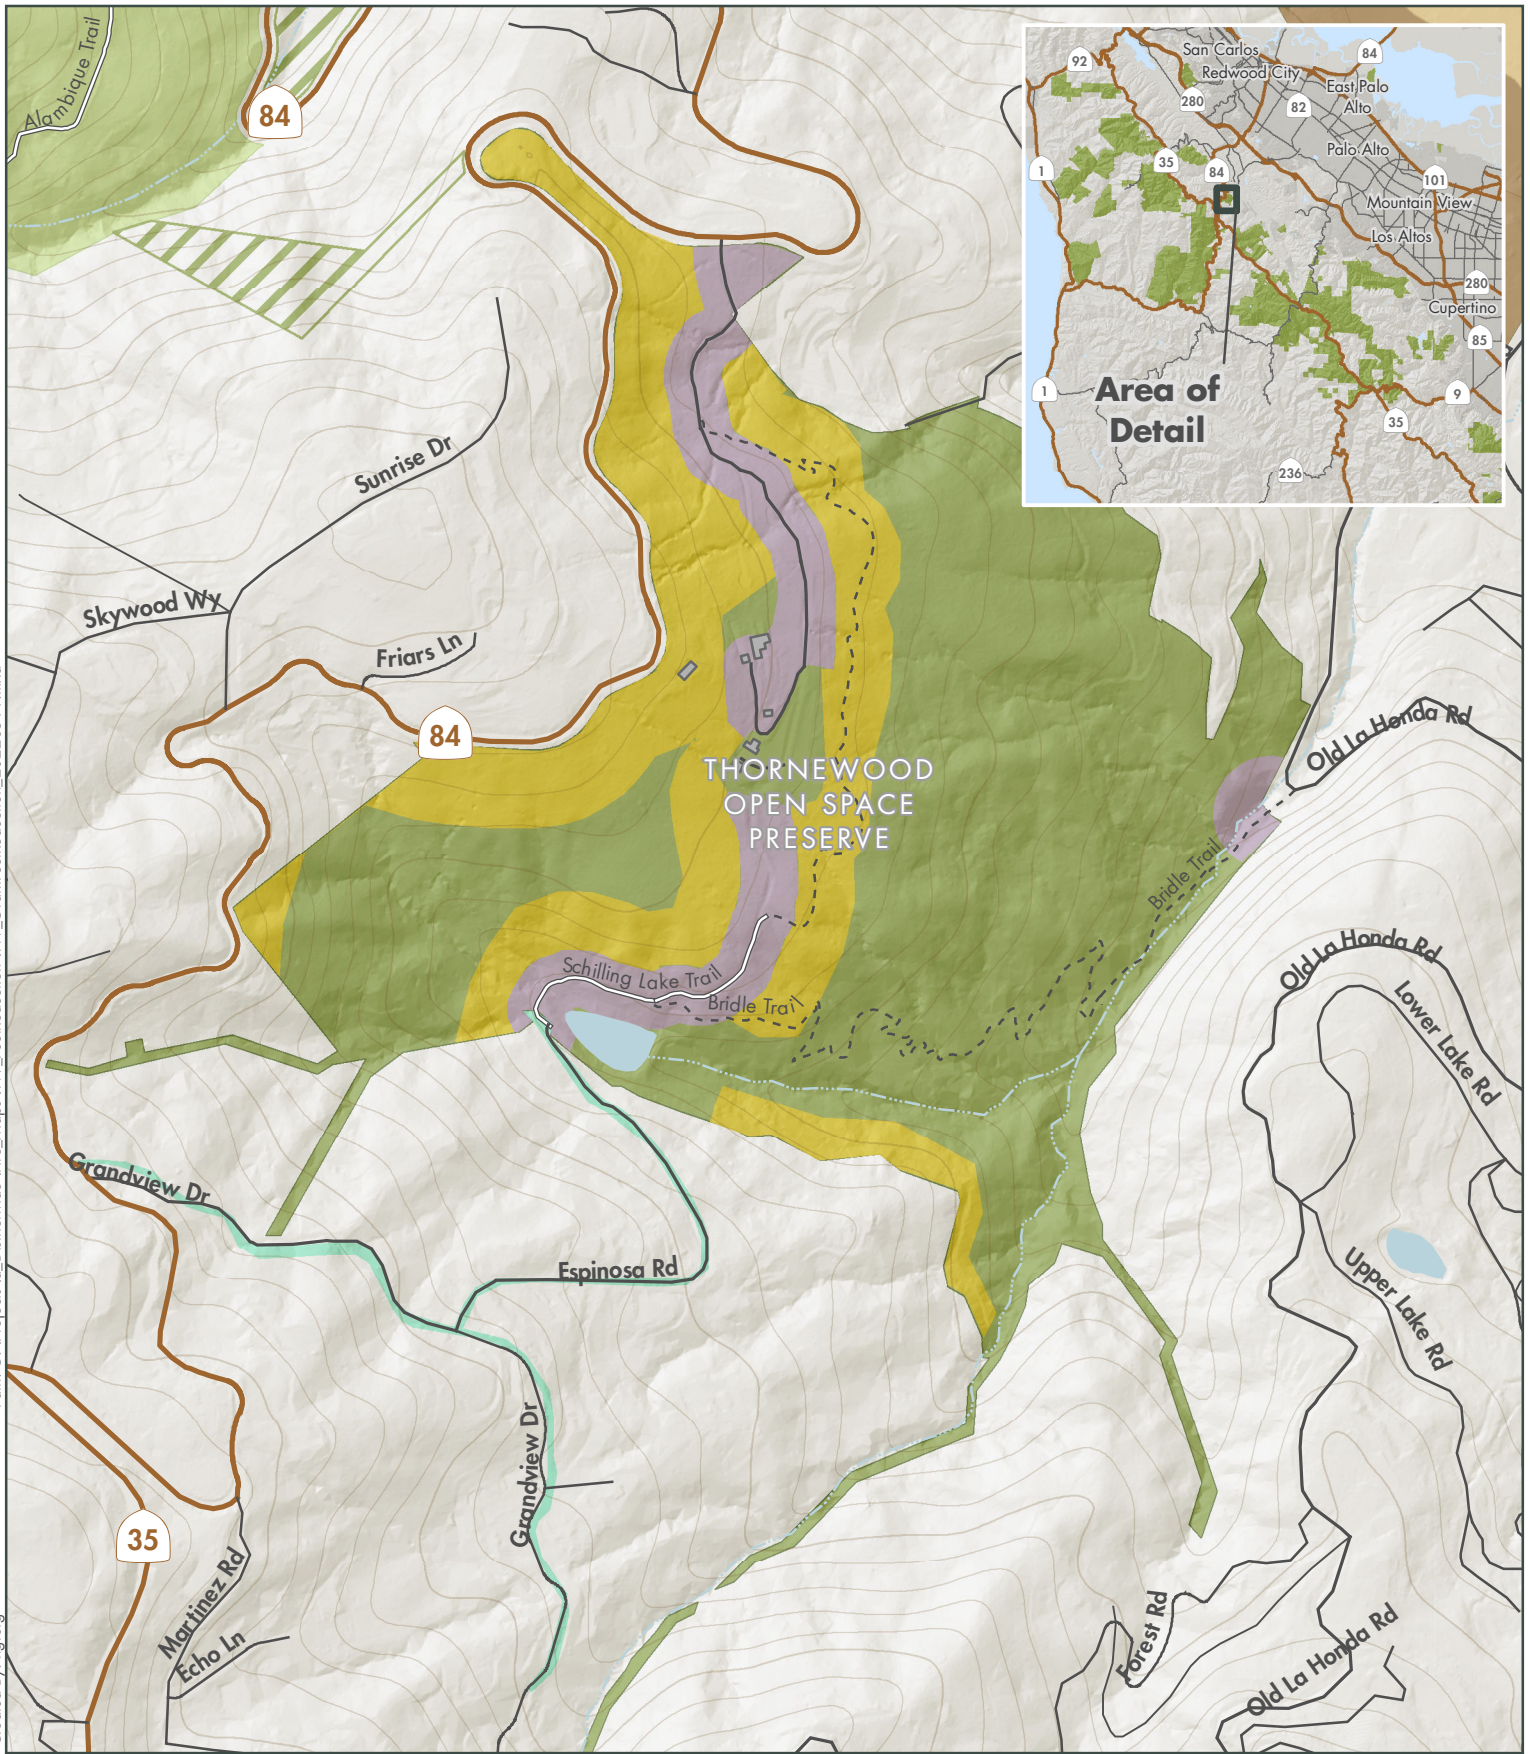 Alambique Trail
84
92
San Carlos
Redwood City
84
280
82
East Palo
Alto
Palo Alto
35
84
1
101
Mountain View
Los Altos
280
Cupertino
85
1
Area of
Detail
9
35
236
Sunrise Dr
Skywood Wy
Friars Ln
84
Old La Honda Rd
THORNEWOOD
OPEN SPACE
PRESERVE
Bridle Trail
Schilling Lake Trail
Bridle Trail
Old La Honda Rd
Lower Lake Rd
Grandview Dr
Espinosa Rd
Upper Lake Rd
Grandview Dr
35
Martinez Rd
Echo Ln
Forest Rd
Old La Honda Rd